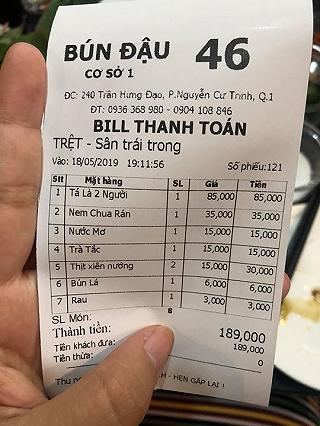 BÚN ĐẬU 46
CƠ SỞ 1
ĐC: 240 Trần Hưng Đạo, P.Nguyễn Cư Trinh, Q.1
ĐT: 0936 368 980 - 0904 108 846
BILL THANH TOÁN
TRỆT - Sân trái trong
Vào: 18/05/2019 19:11:56 Số phiếu:121
Stt Mặt hàng SL Giá Tiền
1 Tá Là 2 Người 1 85,000 85,000
2 Nem Chua Rán 1 35,000 35,000
3 Nước Mơ 1 15,000 15,000
4 Trà Tắc 1 15,000 15,000
5 Thịt xiên nướng 2 15,000 30,000
6 Bún Lá 1 6,000 6,000
7 Rau 1 3,000 3,000
SL Món: 8
Thành tiền: 189,000
Tiền khách đưa: 189,000
Tiền thừa: 0
- HẸN GẶP LẠI !